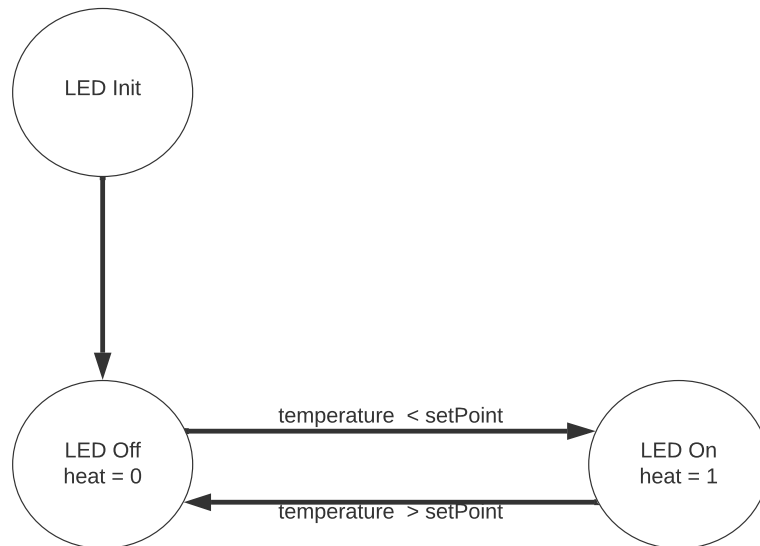 LED Init
temperature  < setPoint
LED Off
heat = 0
LED On
heat = 1
temperature  > setPoint